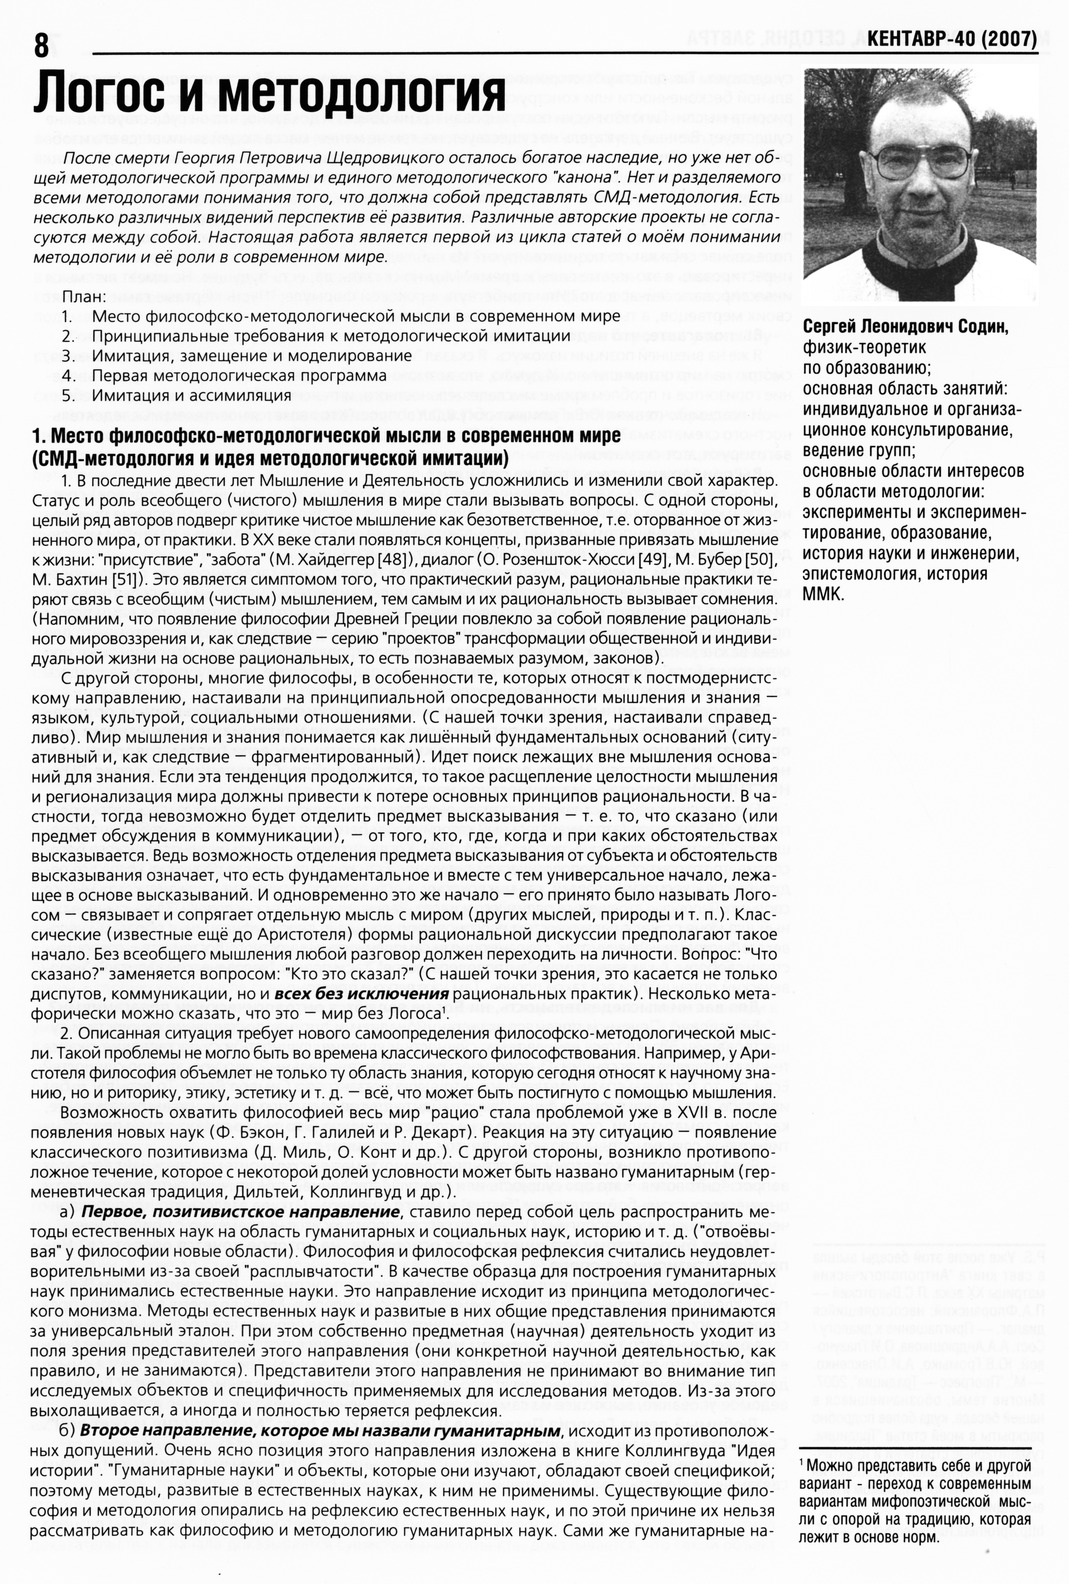 8
КЕНТАВР-40 (2007)
Логос и методология
После смерти Георгия Петровича Щедровицкого осталось богатое наследие, но уже нет об-
щей методологической программы и единого методологического "канона". Нет и разделяемого
всеми методологами понимания того, что должна собой представлять СМД-методология. Есть
несколько различных видений перспектив её развития. Различные авторские проекты не согла-
суются между собой. Настоящая работа является первой из цикла статей о моём понимании
методологии и её роли в современном мире.
План:
1. Место философско-методологической мысли в современном мире
2. Принципиальные требования к методологической имитации
3. Имитация, замещение и моделирование
4. Первая методологическая программа
5. Имитация и ассимиляция
1. Место философско-методологической мысли в современном мире
(СМД-методология и идея методологической имитации)
1. В последние двести лет Мышление и Деятельность усложнились и изменили свой характер.
Статус и роль всеобщего (чистого) мышления в мире стали вызывать вопросы. С одной стороны,
целый ряд авторов подверг критике чистое мышление как безответственное, т.е. оторванное от жиз-
ненного мира, от практики. В XX веке стали появляться концепты, призванные привязать мышление
к жизни: "присутствие", "забота" (М. Хайдеггер [48]), диалог (О. Розеншток-Хюсси [49], М. Бубер [50],
М. Бахтин [51]). Это является симптомом того, что практический разум, рациональные практики те-
ряют связь с всеобщим (чистым) мышлением, тем самым и их рациональность вызывает сомнения.
(Напомним, что появление философии Древней Греции повлекло за собой появление рациональ-
ного мировоззрения и, как следствие — серию "проектов" трансформации общественной и индиви-
дуальной жизни на основе рациональных, то есть познаваемых разумом, законов).
С другой стороны, многие философы, в особенности те, которых относят к постмодернистс-
кому направлению, настаивали на принципиальной опосредованности мышления и знания —
языком, культурой, социальными отношениями. (С нашей точки зрения, настаивали справед-
ливо). Мир мышления и знания понимается как лишённый фундаментальных оснований (ситу-
ативный и, как следствие — фрагментированный). Идет поиск лежащих вне мышления основа-
ний для знания. Если эта тенденция продолжится, то такое расщепление целостности мышления
и регионализация мира должны привести к потере основных принципов рациональности. В ча-
стности, тогда невозможно будет отделить предмет высказывания — т. е. то, что сказано (или
предмет обсуждения в коммуникации), — от того, кто, где, когда и при каких обстоятельствах
высказывается. Ведь возможность отделения предмета высказывания от субъекта и обстоятельств
высказывания означает, что есть фундаментальное и вместе с тем универсальное начало, лежа-
щее в основе высказываний. И одновременно это же начало — его принято было называть Лого-
сом — связывает и сопрягает отдельную мысль с миром (других мыслей, природы и т. п.). Клас-
сические (известные ещё до Аристотеля) формы рациональной дискуссии предполагают такое
начало. Без всеобщего мышления любой разговор должен переходить на личности. Вопрос: "Что
сказано?" заменяется вопросом: "Кто это сказал?" (С нашей точки зрения, это касается не только
диспутов, коммуникации, но и всех без исключения рациональных практик). Несколько мета-
форически можно сказать, что это — мир без Логоса¹.
2. Описанная ситуация требует нового самоопределения философско-методологической мыс-
ли. Такой проблемы не могло быть во времена классического философствования. Например, у Ари-
стотеля философия объемлет не только ту область знания, которую сегодня относят к научному зна-
нию, но и риторику, этику, эстетику и т. д. — всё, что может быть постигнуто с помощью мышления.
Возможность охватить философией весь мир "рацио" стала проблемой уже в XVII в. после
появления новых наук (Ф. Бэкон, Г. Галилей и Р. Декарт). Реакция на эту ситуацию — появление
классического позитивизма (Д. Миль, О. Конт и др.). С другой стороны, возникло противопо-
ложное течение, которое с некоторой долей условности может быть названо гуманитарным (гер-
меневтическая традиция, Дильтей, Коллингвуд и др.).
а) Первое, позитивистское направление, ставило перед собой цель распространить ме-
тоды естественных наук на область гуманитарных и социальных наук, историю и т. д. ("отвоёвы-
вая" у философии новые области). Философия и философская рефлексия считались неудовлет-
ворительными из-за своей "расплывчатости". В качестве образца для построения гуманитарных
наук принимались естественные науки. Это направление исходит из принципа методологичес-
кого монизма. Методы естественных наук и развитые в них общие представления принимаются
за универсальный эталон. При этом собственно предметная (научная) деятельность уходит из
поля зрения представителей этого направления (они конкретной научной деятельностью, как
правило, и не занимаются). Представители этого направления не принимают во внимание тип
исследуемых объектов и специфичность применяемых для исследования методов. Из-за этого
выхолащивается, а иногда и полностью теряется рефлексия.
б) Второе направление, которое мы назвали гуманитарным, исходит из противополож-
ных допущений. Очень ясно позиция этого направления изложена в книге Коллингвуда "Идея
истории". "Гуманитарные науки" и объекты, которые они изучают, обладают своей спецификой;
поэтому методы, развитые в естественных науках, к ним не применимы. Существующие фило-
софия и методология опирались на рефлексию естественных наук, и по этой причине их нельзя
рассматривать как философию и методологию гуманитарных наук. Сами же гуманитарные на-
Сергей Леонидович Содин,
физик-теоретик
по образованию;
основная область занятий:
индивидуальное и организа-
ционное консультирование,
ведение групп;
основные области интересов
в области методологии:
эксперименты и эксперимен-
тирование, образование,
история науки и инженерии,
эпистемология, история
ММК.
¹ Можно представить себе и другой
вариант - переход к современным
вариантам мифопоэтической мыс-
ли с опорой на традицию, которая
лежит в основе норм.